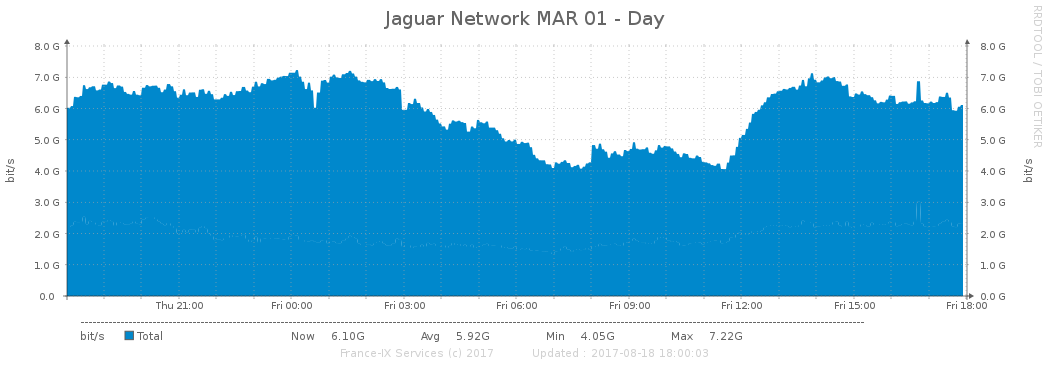 Jaguar Network MAR 01 - Day
RRDTOOL / TOBI OETIKER
bit/s
8.0 G 8.0 G
7.0 G 7.0 G
6.0 G 6.0 G
5.0 G 5.0 G
4.0 G 4.0 G
3.0 G 3.0 G
2.0 G 2.0 G
1.0 G 1.0 G
0.0 0.0 G
bit/s
Thu 21:00 Fri 00:00 Fri 03:00 Fri 06:00 Fri 09:00 Fri 12:00 Fri 15:00 Fri 18:00
bit/s Total Now 6.10G Avg 5.92G Min 4.05G Max 7.22G
France-IX Services (c) 2017 Updated : 2017-08-18 18:00:03